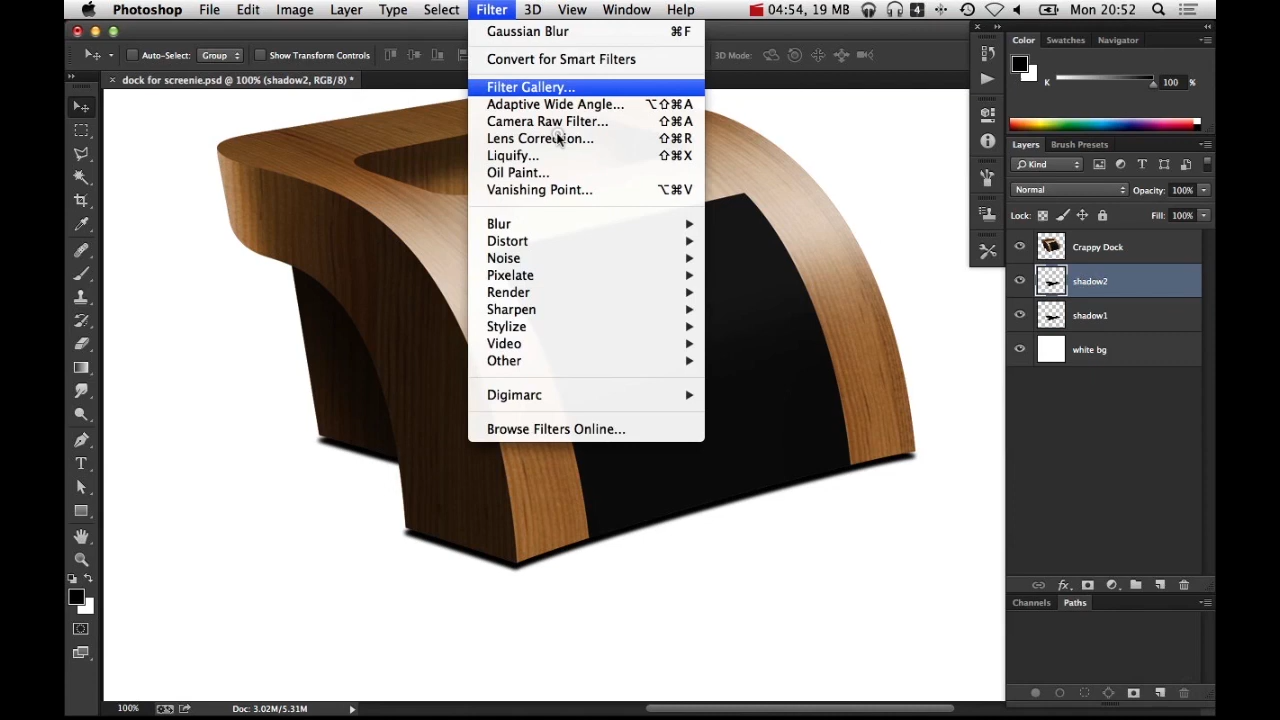 Photoshop File Edit Image Layer Type Select Filter 3D View Window Help 04:54, 19 MB 4 Mon 20:52
Auto-Select: Group Show Transform Controls 3D Mode:
dock for screenie.psd @ 100% (shadow2, RGB/8) *
Gaussian Blur ⌘F
Convert for Smart Filters
Filter Gallery...
Adaptive Wide Angle... ⌥⇧⌘A
Camera Raw Filter... ⇧⌘A
Lens Correction... ⇧⌘R
Liquify... ⇧⌘X
Oil Paint...
Vanishing Point... ⌥⌘V
Blur
Distort
Noise
Pixelate
Render
Sharpen
Stylize
Video
Other
Digimarc
Browse Filters Online...
Color Swatches Navigator
K 100 %
Layers Brush Presets
Kind
Normal Opacity: 100%
Lock: Fill: 100%
Crappy Dock
shadow2
shadow1
white bg
Channels Paths
100% Doc: 3.02M/5.31M